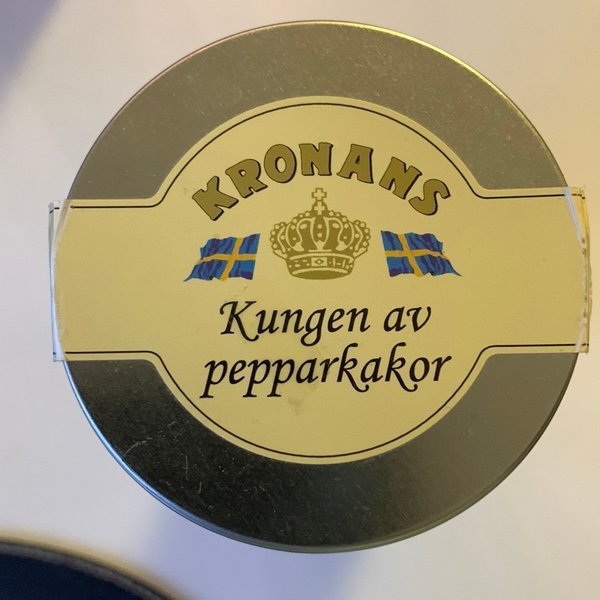 KRONANS
Kungen av
pepparkakor